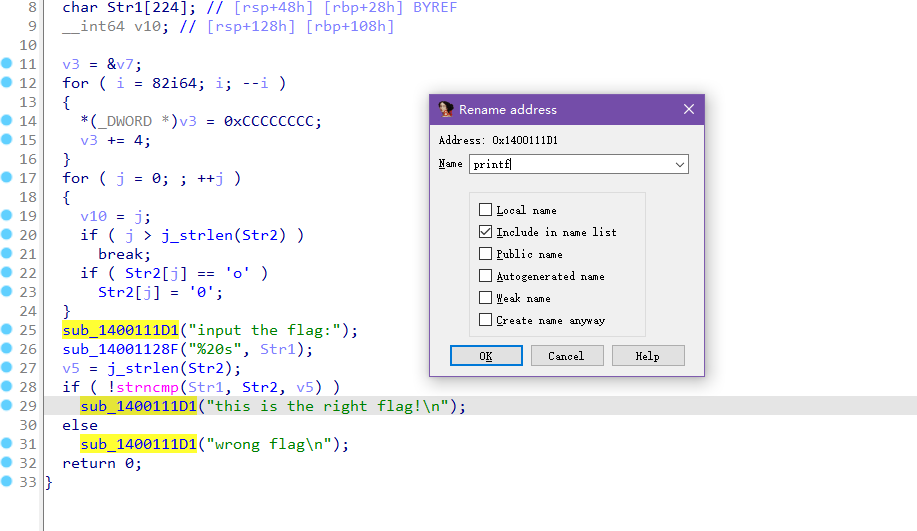 8 char Str1[224]; // [rsp+48h] [rbp+28h] BYREF
9 __int64 v10; // [rsp+128h] [rbp+108h]
10
11 v3 = &v7;
12 for ( i = 82i64; i; --i )
13 {
14 *(_DWORD *)v3 = 0xCCCCCCCC;
15 v3 += 4;
16 }
17 for ( j = 0; ; ++j )
18 {
19 v10 = j;
20 if ( j > j_strlen(Str2) )
21 break;
22 if ( Str2[j] == 'o' )
23 Str2[j] = '0';
24 }
25 sub_1400111D1("input the flag:");
26 sub_14001128F("%20s", Str1);
27 v5 = j_strlen(Str2);
28 if ( !strncmp(Str1, Str2, v5) )
29 sub_1400111D1("this is the right flag!\n");
30 else
31 sub_1400111D1("wrong flag\n");
32 return 0;
33 }
Rename address
Address: 0x1400111D1
Name printf
Local name
Include in name list
Public name
Autogenerated name
Weak name
Create name anyway
OK Cancel Help